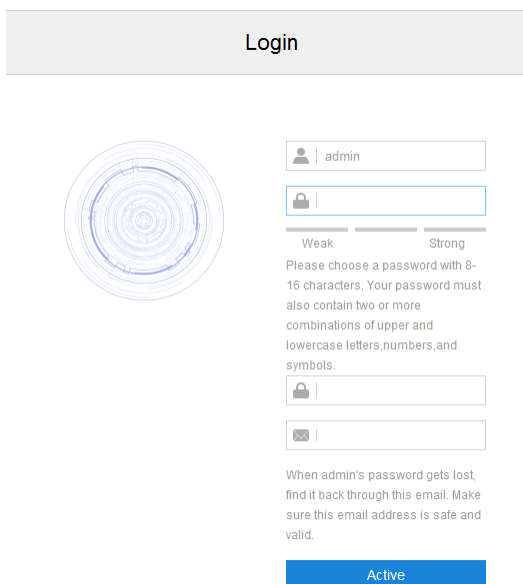 Login
admin
Weak Strong
Please choose a password with 8-
16 characters, Your password must
also contain two or more
combinations of upper and
lowercase letters,numbers,and
symbols.
When admin's password gets lost,
find it back through this email. Make
sure this email address is safe and
valid.
Active